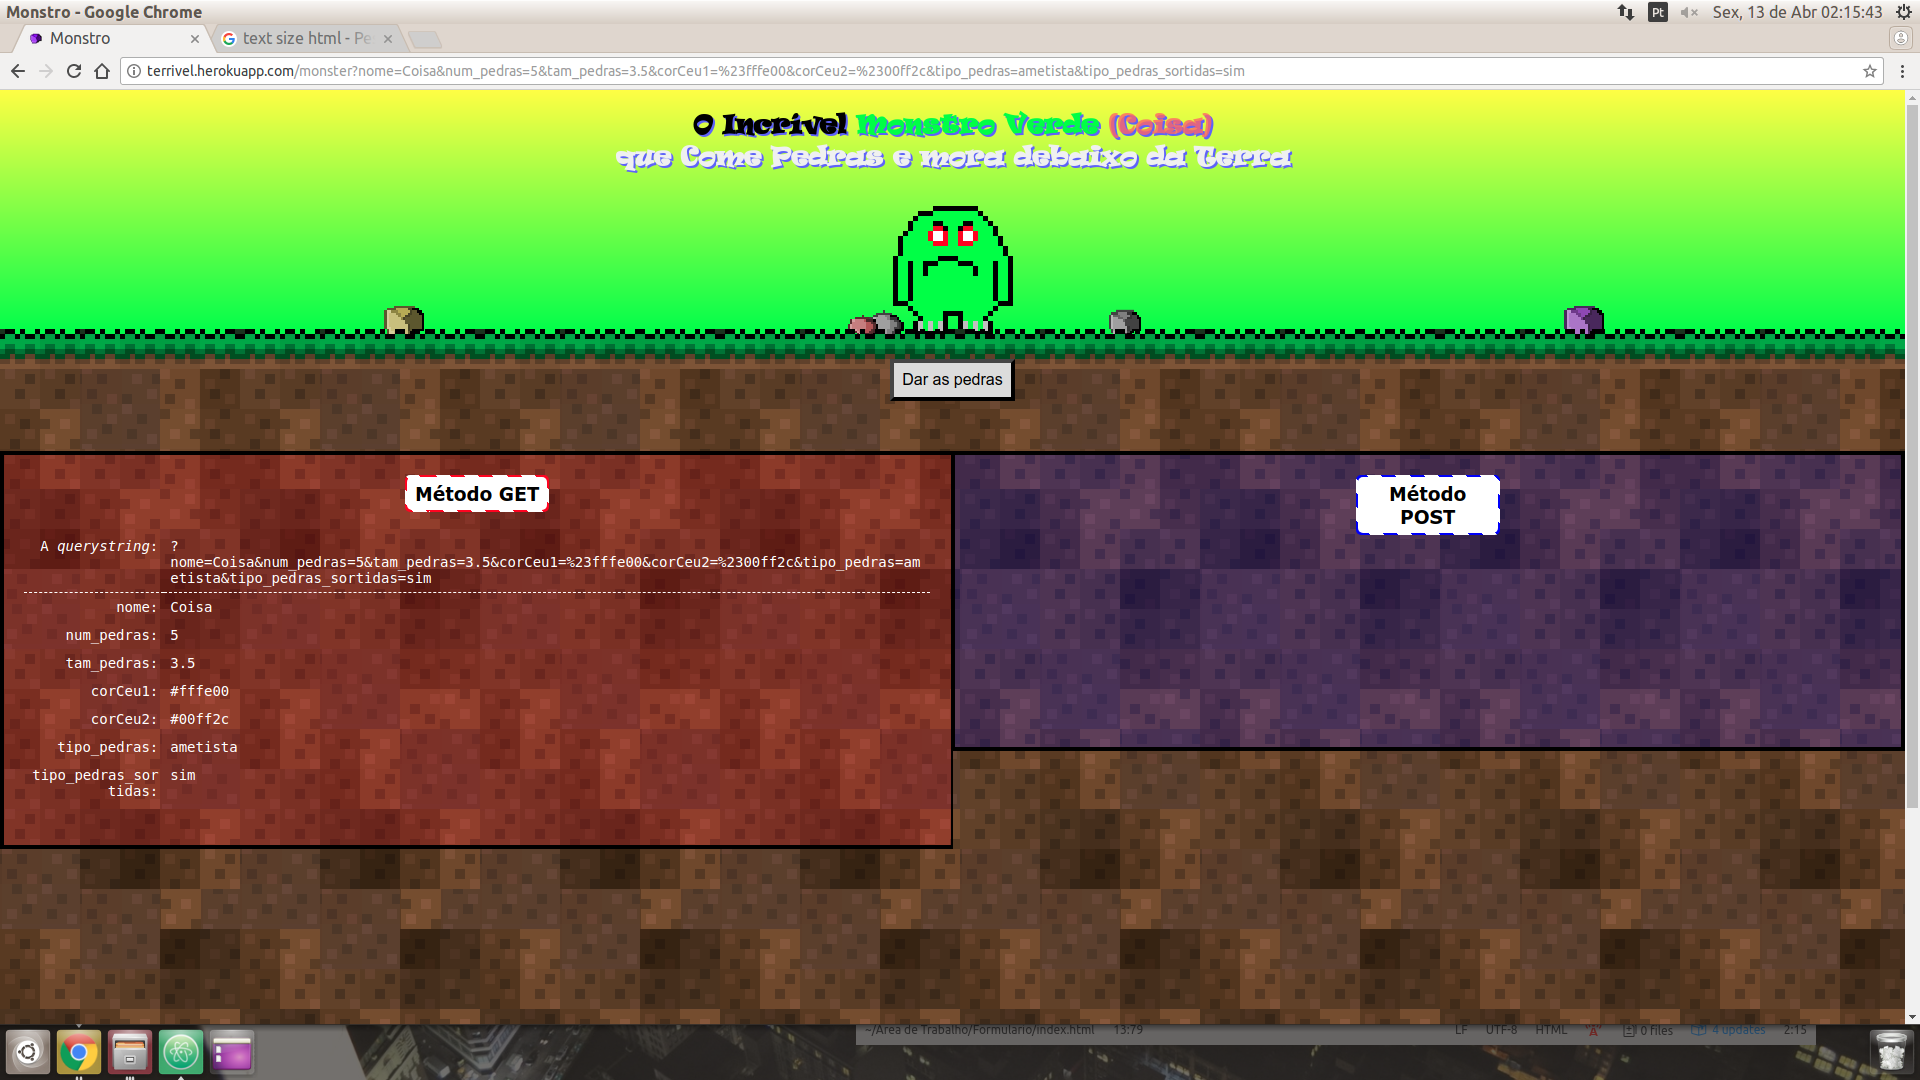 Monstro - Google Chrome
Pt
Sex, 13 de Abr 02:15:43
Monstro
text size html - Pe
terrivel.herokuapp.com/monster?nome=Coisa&num_pedras=5&tam_pedras=3.5&corCeu1=%23fffe00&corCeu2=%2300ff2c&tipo_pedras=ametista&tipo_pedras_sortidas=sim
O Incrível Monstro Verde (Coisa)
que Come Pedras e mora debaixo da Terra
Dar as pedras
Método GET
A querystring: ?
nome=Coisa&num_pedras=5&tam_pedras=3.5&corCeu1=%23fffe00&corCeu2=%2300ff2c&tipo_pedras=am
etista&tipo_pedras_sortidas=sim
nome: Coisa
num_pedras: 5
tam_pedras: 3.5
corCeu1: #fffe00
corCeu2: #00ff2c
tipo_pedras: ametista
tipo_pedras_sor sim
tidas:
Método
POST
~/Área de Trabalho/Formulario/index.html 13:79 LF UTF-8 HTML 0 files 4 updates 2:15